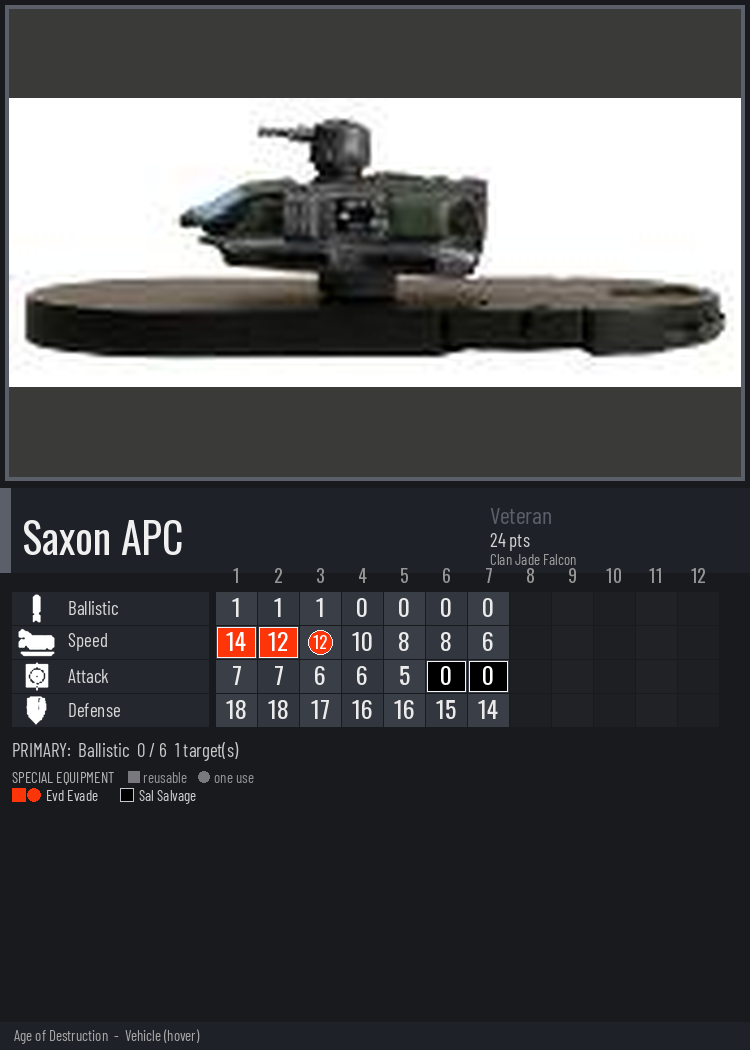 Saxon APC
Veteran
24 pts
Clan Jade Falcon
1 2 3 4 5 6 7 8 9 10 11 12
Ballistic 1 1 1 0 0 0 0
Speed 14 12 12 10 8 8 6
Attack 7 7 6 6 5 0 0
Defense 18 18 17 16 16 15 14
PRIMARY: Ballistic 0 / 6 1 target(s)
SPECIAL EQUIPMENT reusable one use
Evd Evade Sal Salvage
Age of Destruction - Vehicle (hover)